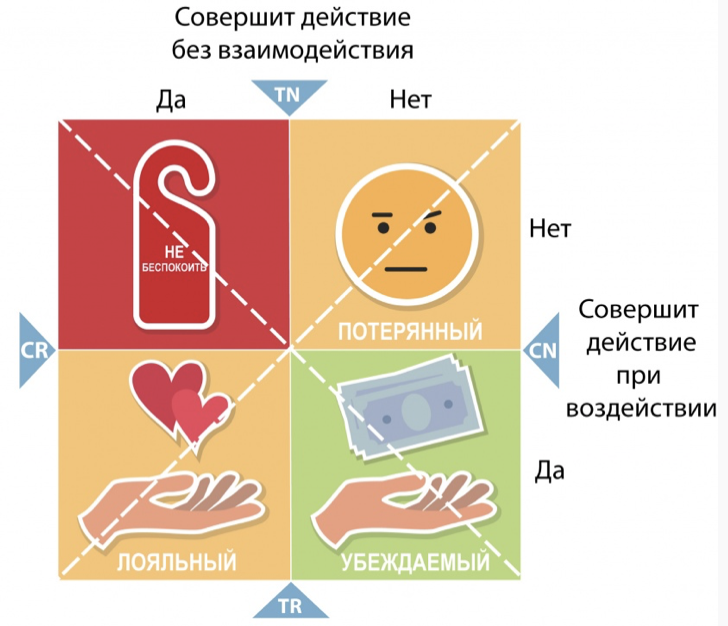 Совершит действие
без взаимодействия
Да
TN
Нет
НЕ
БЕСПОКОИТЬ
Нет
ПОТЕРЯННЫЙ
CR
CN
Совершит
действие
при
воздействии
Да
ЛОЯЛЬНЫЙ
УБЕЖДАЕМЫЙ
TR